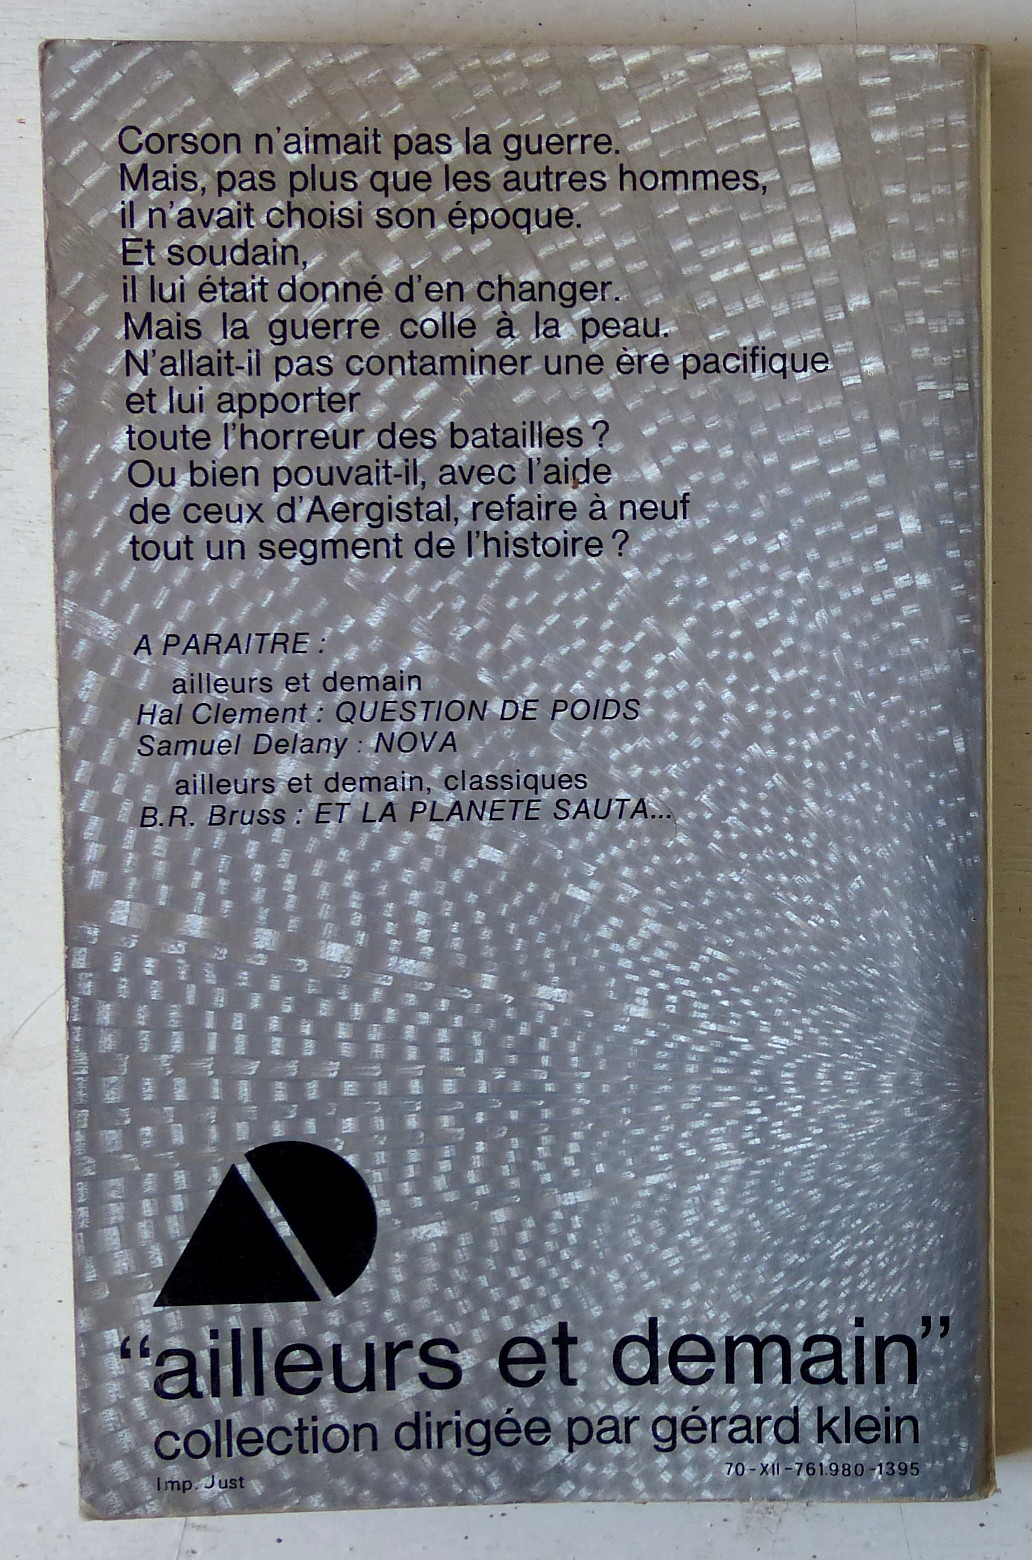 Corson n'aimait pas la guerre.
Mais, pas plus que les autres hommes,
il n'avait choisi son époque.
Et soudain,
il lui était donné d'en changer.
Mais la guerre colle à la peau.
N'allait-il pas contaminer une ère pacifique
et lui apporter
toute l'horreur des batailles ?
Ou bien pouvait-il, avec l'aide
de ceux d'Aergistal, refaire à neuf
tout un segment de l'histoire ?
A PARAITRE :
ailleurs et demain
Hal Clement : QUESTION DE POIDS
Samuel Delany : NOVA
ailleurs et demain, classiques
B.R. Bruss : ET LA PLANETE SAUTA...
“ailleurs et demain”
collection dirigée par gérard klein
70-XII-761.980-1395
Imp. Just